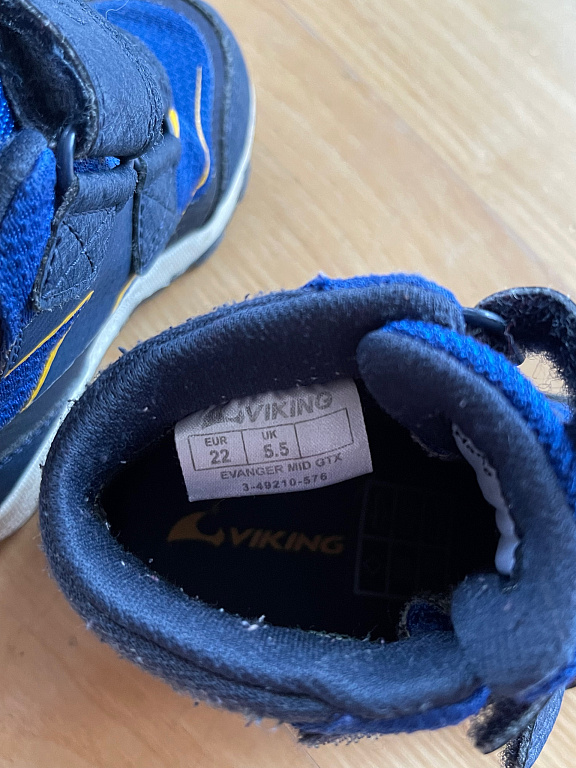 VIKING
EUR UK
22 5.5
EVANGER MID GTX
3-49210-576
VIKING